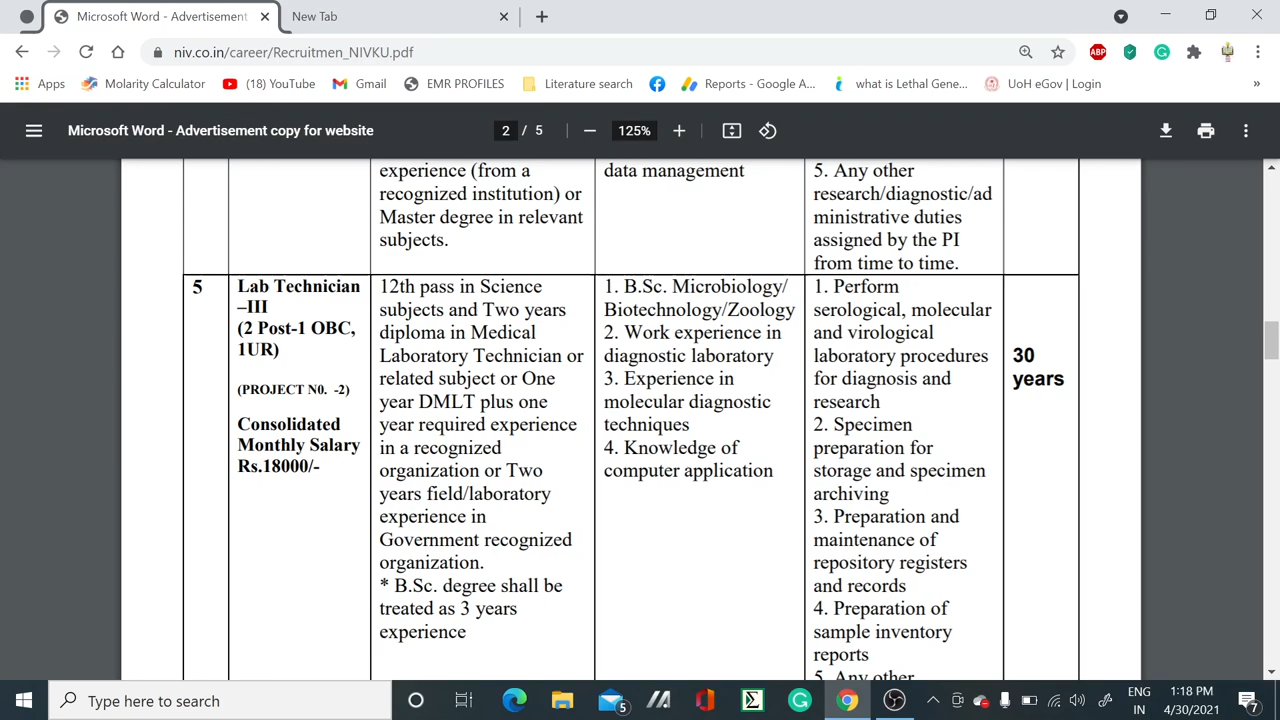 Microsoft Word - Advertisement
New Tab
niv.co.in/career/Recruitmen_NIVKU.pdf
ABP
Apps
Molarity Calculator
(18) YouTube
Gmail
EMR PROFILES
Literature search
Reports - Google A...
what is Lethal Gene...
UoH eGov | Login
»
Microsoft Word - Advertisement copy for website
2 / 5
125%
experience (from a
recognized institution) or
Master degree in relevant
subjects.
data management
5. Any other
research/diagnostic/ad
ministrative duties
assigned by the PI
from time to time.
5
Lab Technician
–III
(2 Post-1 OBC,
1UR)
(PROJECT N0. -2)
Consolidated
Monthly Salary
Rs.18000/-
12th pass in Science
subjects and Two years
diploma in Medical
Laboratory Technician or
related subject or One
year DMLT plus one
year required experience
in a recognized
organization or Two
years field/laboratory
experience in
Government recognized
organization.
* B.Sc. degree shall be
treated as 3 years
experience
1. B.Sc. Microbiology/
Biotechnology/Zoology
2. Work experience in
diagnostic laboratory
3. Experience in
molecular diagnostic
techniques
4. Knowledge of
computer application
1. Perform
serological, molecular
and virological
laboratory procedures
for diagnosis and
research
2. Specimen
preparation for
storage and specimen
archiving
3. Preparation and
maintenance of
repository registers
and records
4. Preparation of
sample inventory
reports
5. Any other
30
years
Type here to search
5
ENG
IN
1:18 PM
4/30/2021
7